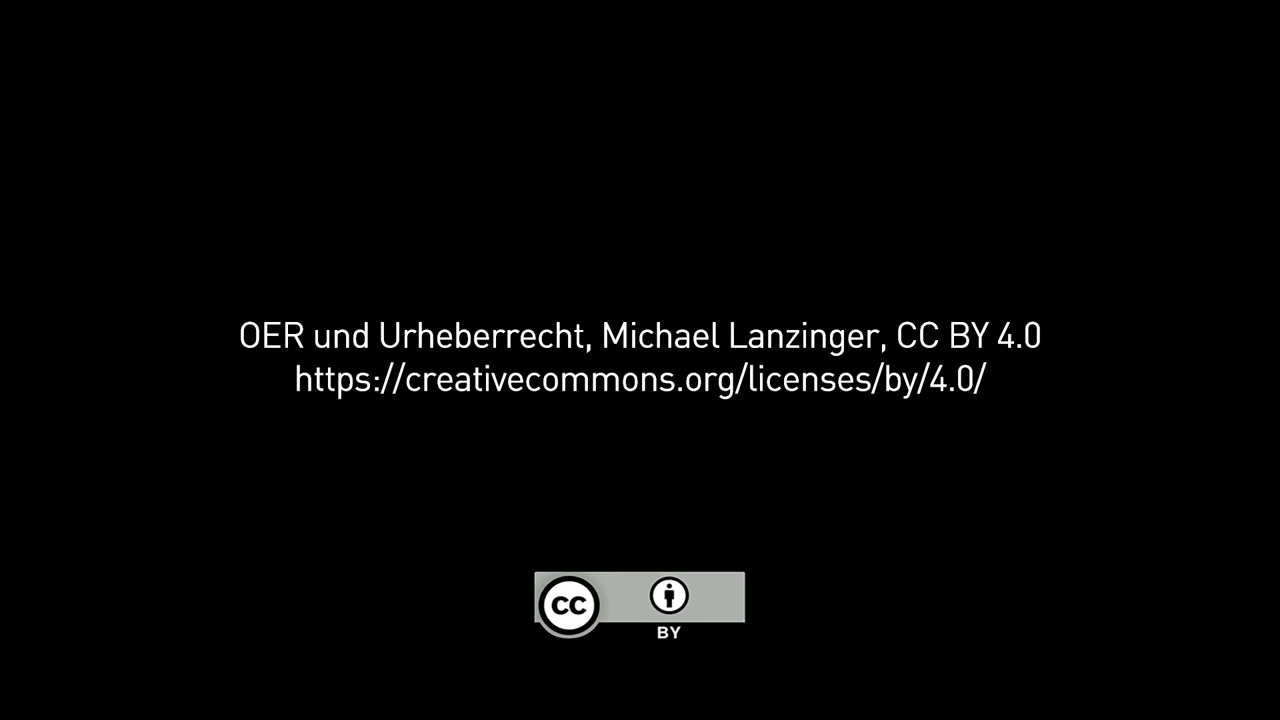 OER und Urheberrecht, Michael Lanzinger, CC BY 4.0
https://creativecommons.org/licenses/by/4.0/
CC
BY